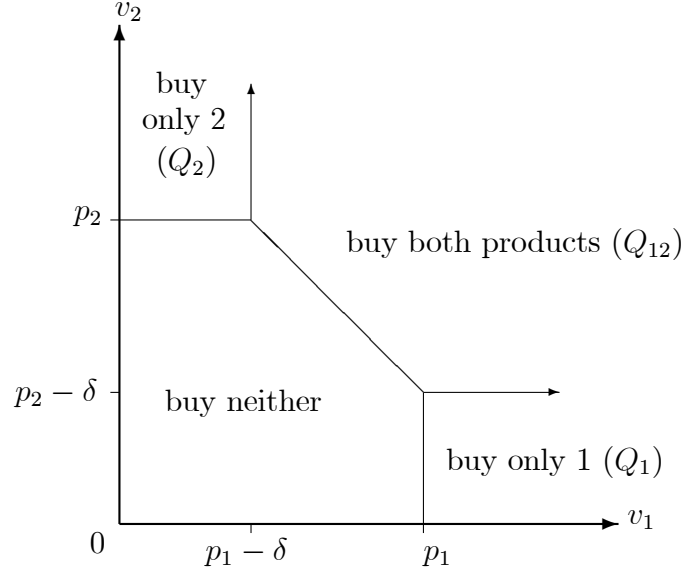 v₂
buy
only 2
(Q₂)
p₂
buy both products (Q₁₂)
p₂ − δ
buy neither
buy only 1 (Q₁)
v₁
0
p₁ − δ
p₁